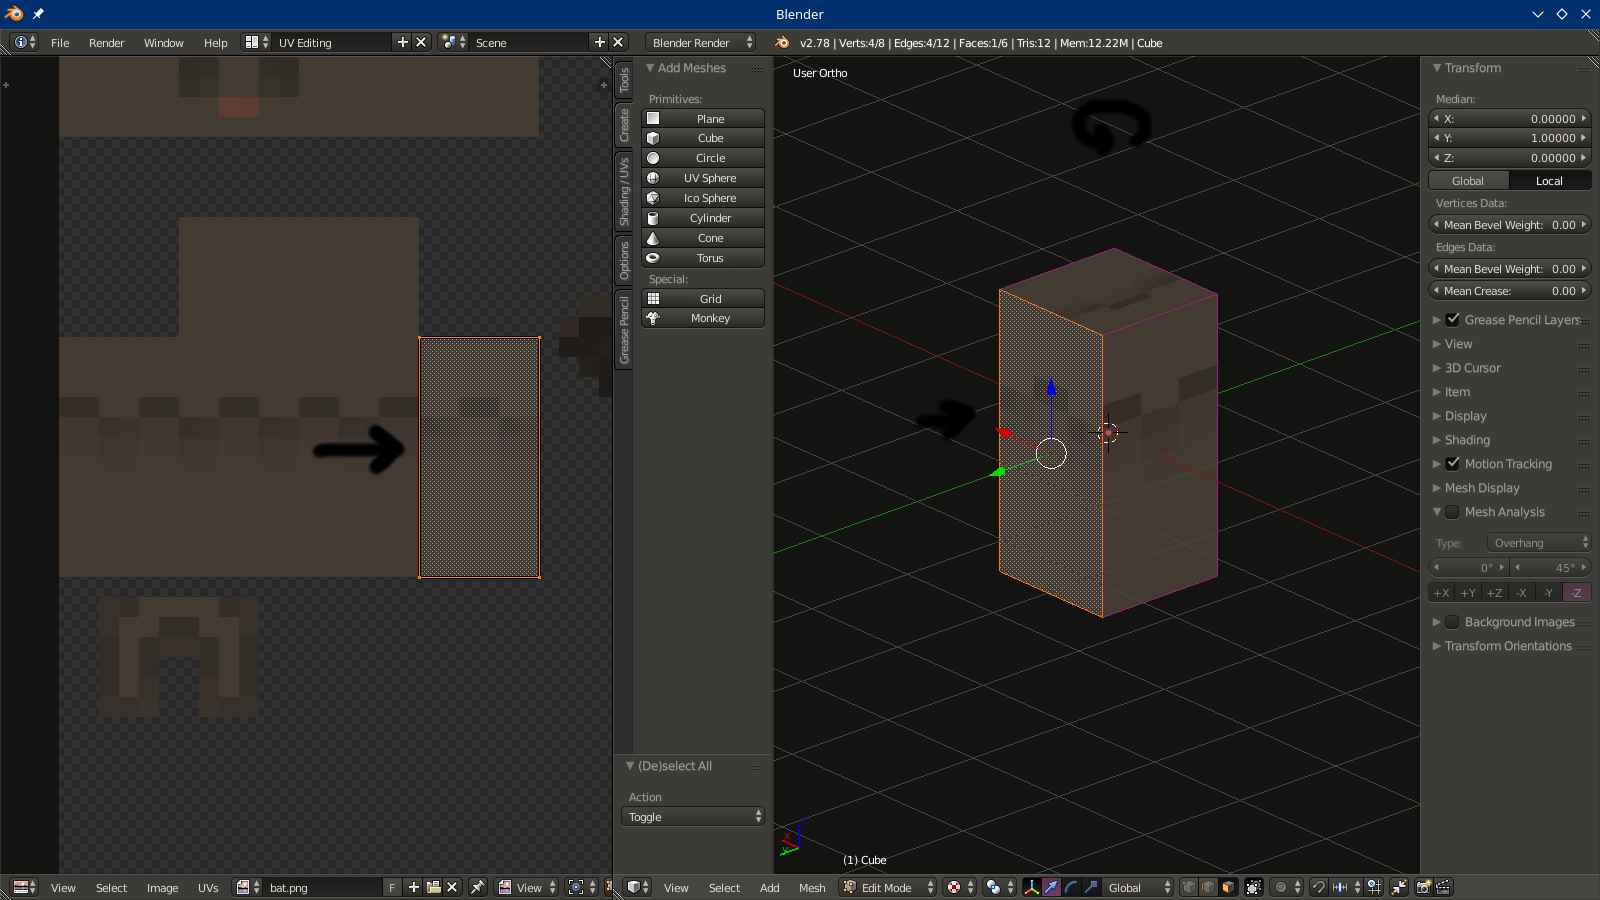 Blender
File Render Window Help UV Editing Scene Blender Render v2.78 | Verts:4/8 | Edges:4/12 | Faces:1/6 | Tris:12 | Mem:12.22M | Cube
Tools
Create
Shading / UVs
Options
Grease Pencil
Add Meshes
Primitives:
Plane
Cube
Circle
UV Sphere
Ico Sphere
Cylinder
Cone
Torus
Special:
Grid
Monkey
(De)select All
Action
Toggle
User Ortho
(1) Cube
Transform
Median:
X: 0.00000
Y: 1.00000
Z: 0.00000
Global Local
Vertices Data:
Mean Bevel Weight: 0.00
Edges Data:
Mean Bevel Weight: 0.00
Mean Crease: 0.00
Grease Pencil Layers
View
3D Cursor
Item
Display
Shading
Motion Tracking
Mesh Display
Mesh Analysis
Type: Overhang
0° 45°
+X +Y +Z -X -Y -Z
Background Images
Transform Orientations
View Select Image UVs bat.png F View
View Select Add Mesh Edit Mode Global